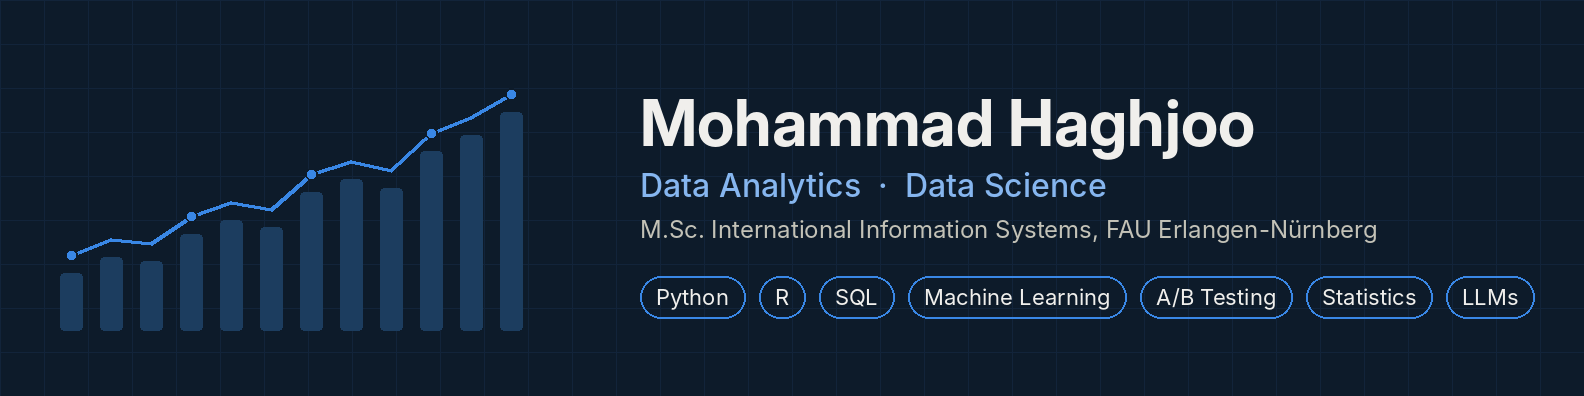 Mohammad Haghjoo
Data Analytics · Data Science
M.Sc. International Information Systems, FAU Erlangen-Nürnberg
Python R SQL Machine Learning A/B Testing Statistics LLMs